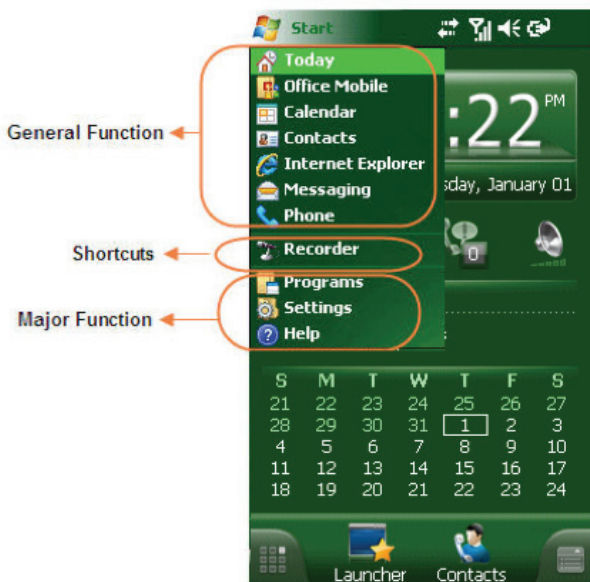 Start
Today
Office Mobile
Calendar
Contacts
Internet Explorer
Messaging
Phone
Recorder
Programs
Settings
Help
General Function
Shortcuts
Major Function
:22 PM
sday, January 01
0
S M T W T F S
21 22 23 24 25 26 27
28 29 30 31 1 2 3
4 5 6 7 8 9 10
11 12 13 14 15 16 17
18 19 20 21 22 23 24
Launcher Contacts